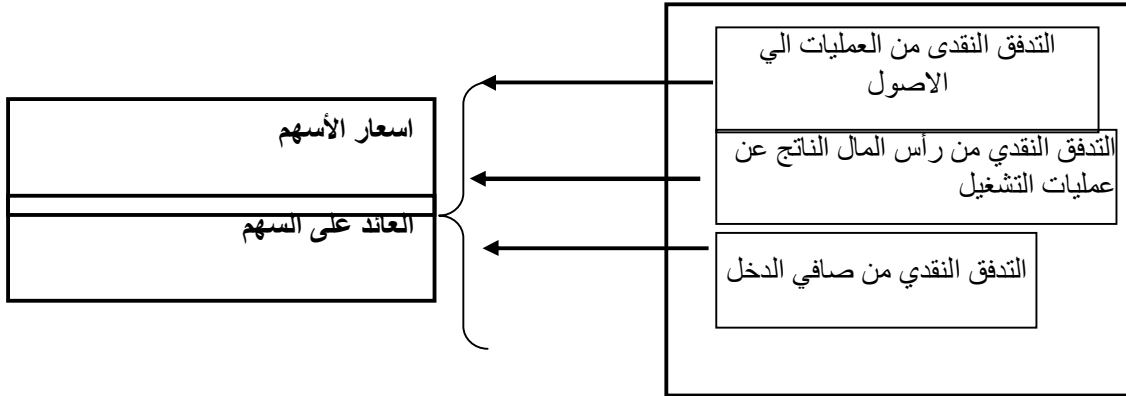 التدفق النقدى من العمليات الي
الاصول
التدفق النقدي من رأس المال الناتج عن
عمليات التشغيل
التدفق النقدي من صافي الدخل
اسعار الأسهم
العائد على السهم